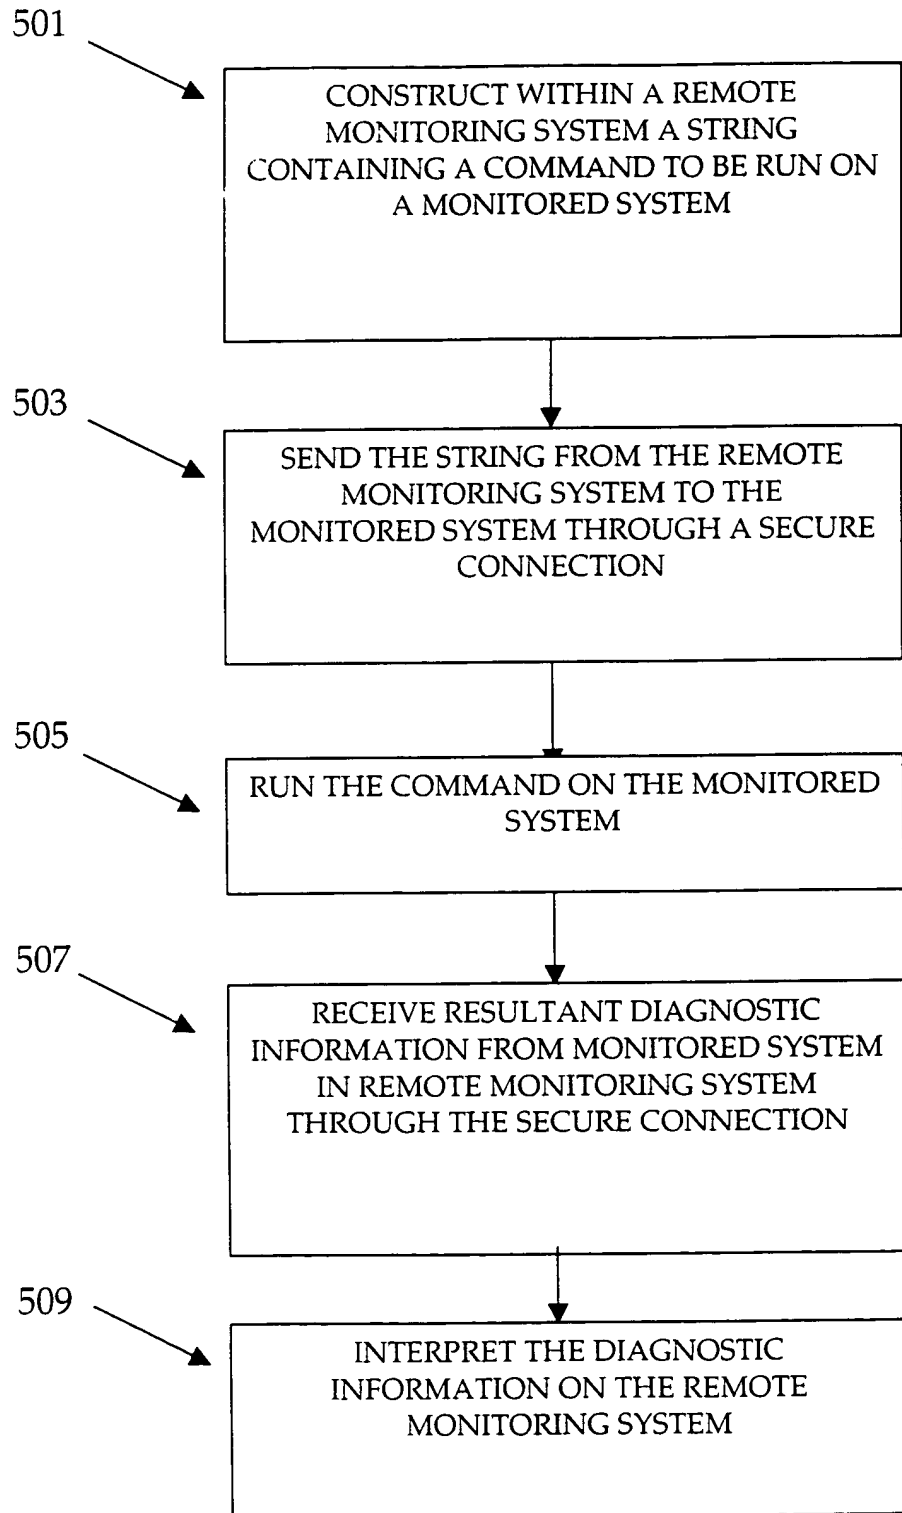 501
CONSTRUCT WITHIN A REMOTE
MONITORING SYSTEM A STRING
CONTAINING A COMMAND TO BE RUN ON
A MONITORED SYSTEM
503
SEND THE STRING FROM THE REMOTE
MONITORING SYSTEM TO THE
MONITORED SYSTEM THROUGH A SECURE
CONNECTION
505
RUN THE COMMAND ON THE MONITORED
SYSTEM
507
RECEIVE RESULTANT DIAGNOSTIC
INFORMATION FROM MONITORED SYSTEM
IN REMOTE MONITORING SYSTEM
THROUGH THE SECURE CONNECTION
509
INTERPRET THE DIAGNOSTIC
INFORMATION ON THE REMOTE
MONITORING SYSTEM